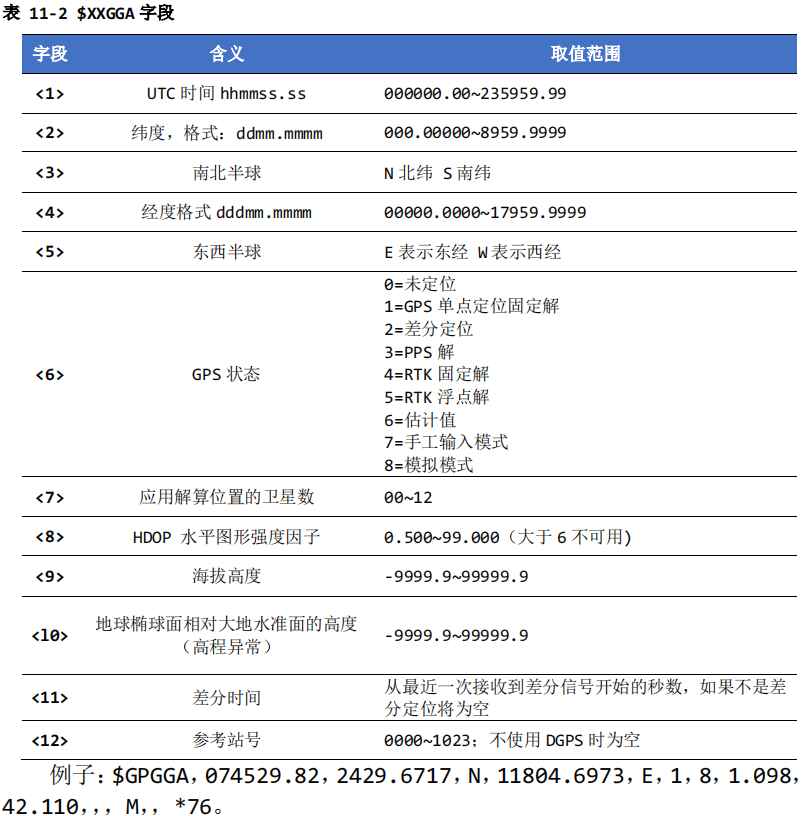 表 11-2 $XXGGA 字段
字段 含义 取值范围
<1> UTC 时间 hhmmss.ss 000000.00~235959.99
<2> 纬度，格式：ddmm.mmmm 000.00000~8959.9999
<3> 南北半球 N 北纬 S 南纬
<4> 经度格式 dddmm.mmmm 00000.0000~17959.9999
<5> 东西半球 E 表示东经 W 表示西经
0=未定位
1=GPS 单点定位固定解
2=差分定位
3=PPS 解
<6> GPS 状态 4=RTK 固定解
5=RTK 浮点解
6=估计值
7=手工输入模式
8=模拟模式
<7> 应用解算位置的卫星数 00~12
<8> HDOP 水平图形强度因子 0.500~99.000（大于 6 不可用)
<9> 海拔高度 -9999.9~99999.9
<l0> 地球椭球面相对大地水准面的高度
（高程异常） -9999.9~99999.9
<11> 差分时间 从最近一次接收到差分信号开始的秒数，如果不是差
分定位将为空
<12> 参考站号 0000~1023；不使用 DGPS 时为空
例子：$GPGGA，074529.82，2429.6717，N，11804.6973，E，1，8，1.098，
42.110，，，M，， *76。